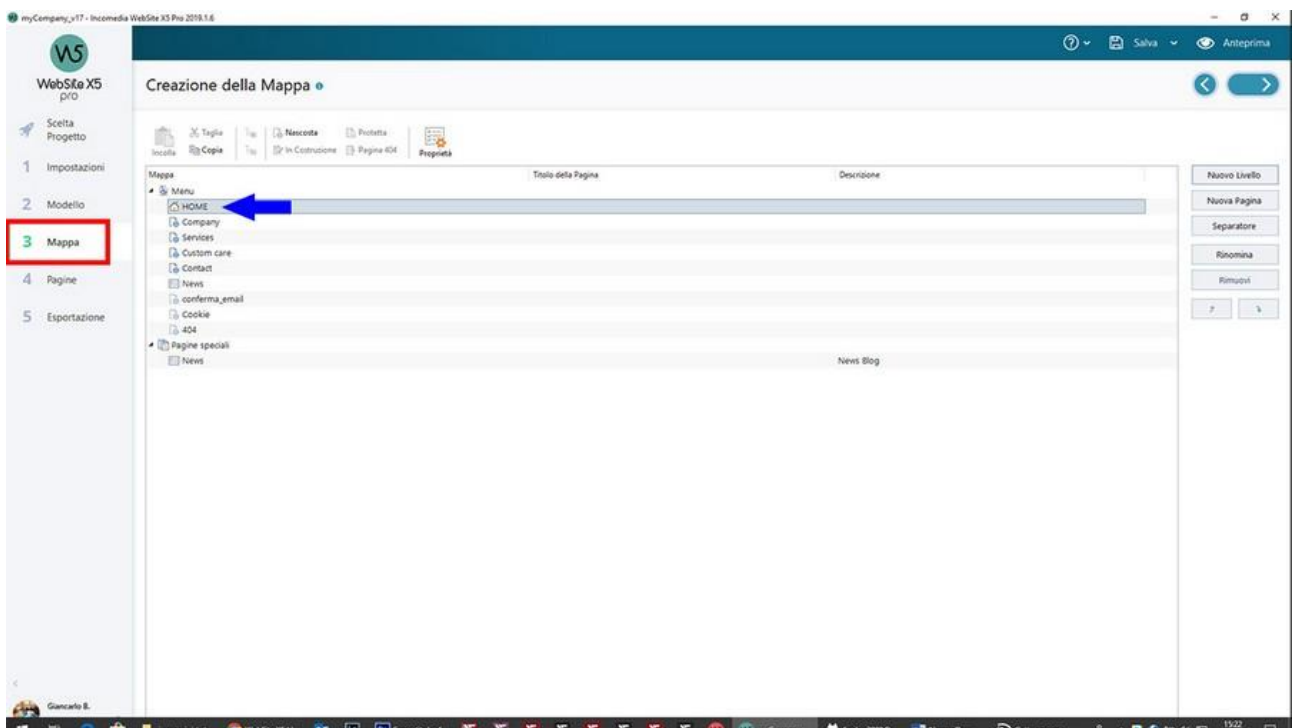 myCompany_v17 - Incomedia WebSite X5 Pro 2019.1.6
Salva
Anteprima
W5
WebSite X5
pro
Creazione della Mappa
Scelta
Progetto
1 Impostazioni
2 Modello
3 Mappa
4 Pagine
5 Esportazione
Incolla
Taglia
Copia
Nascosta
In Costruzione
Protetta
Pagina 404
Proprietà
Mappa Titolo della Pagina Descrizione
Menu
HOME
Company
Services
Custom care
Contact
News
conferma_email
Cookie
404
Pagine speciali
News News Blog
Nuovo Livello
Nuova Pagina
Separatore
Rinomina
Rimuovi
Giancarlo B.
15:22